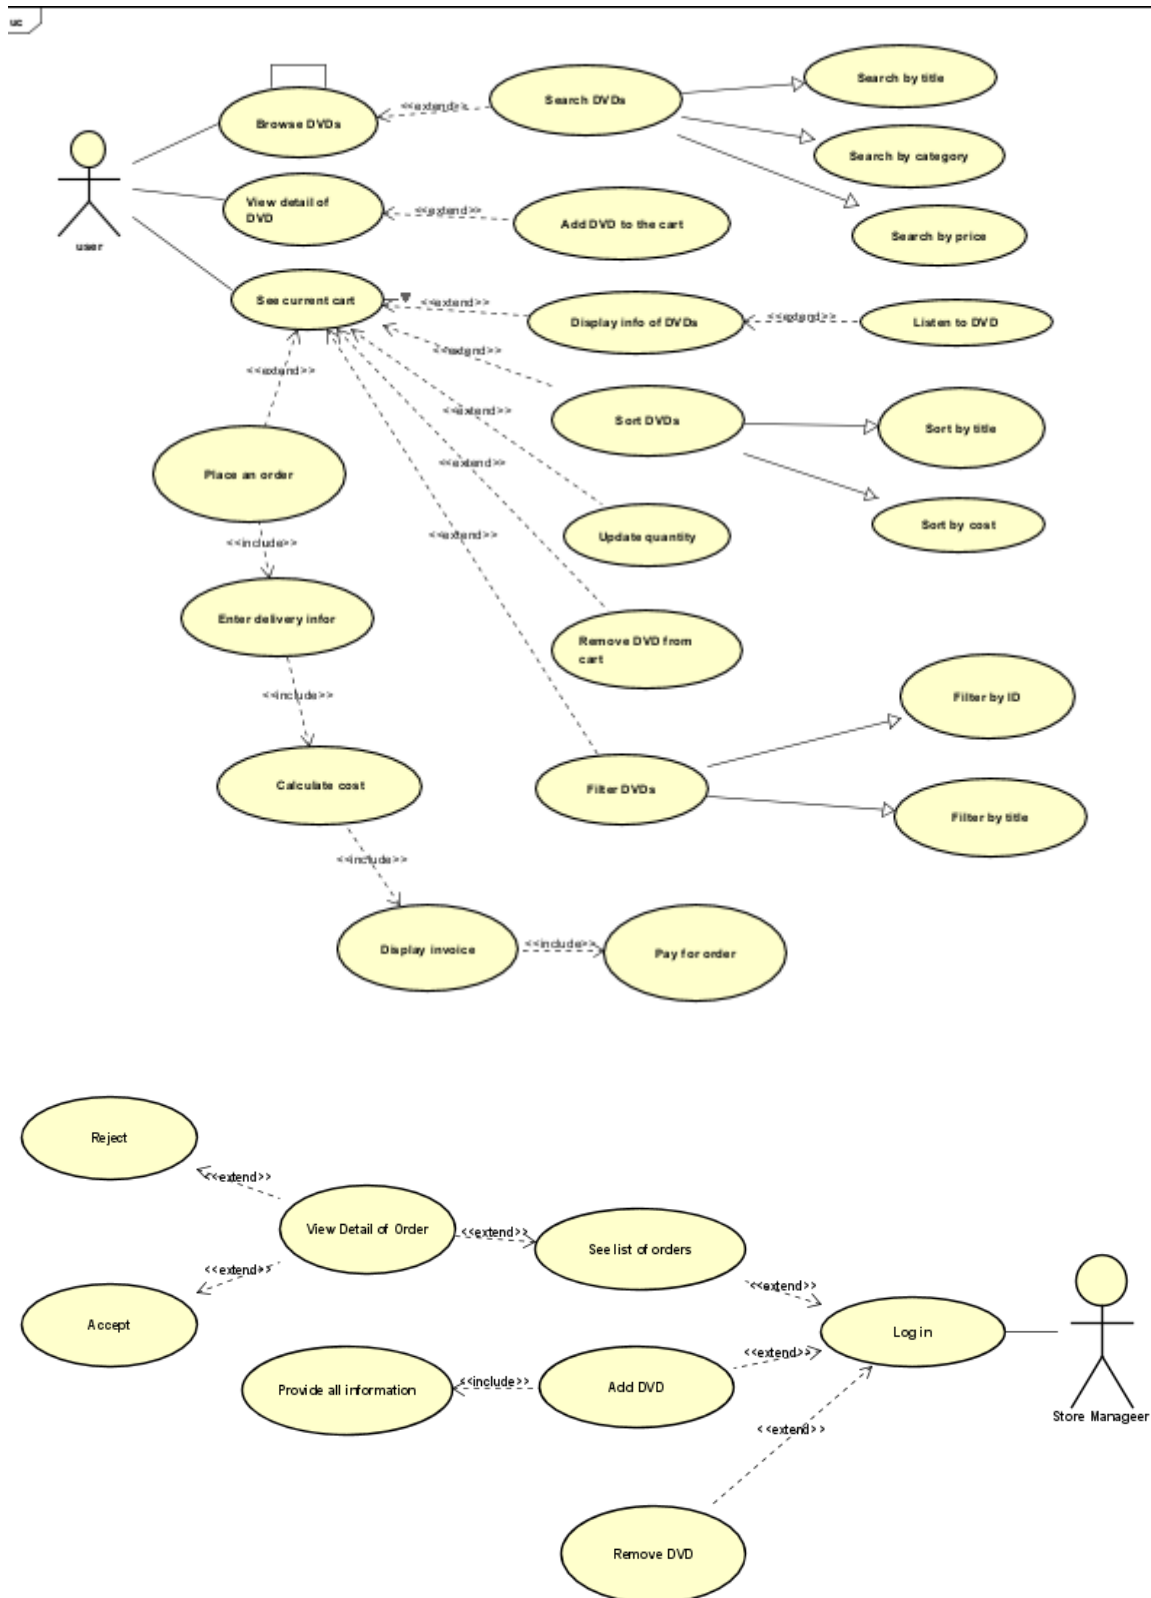 uc
Browse DVDs
<<extend>>
Search DVDs
Search by title
Search by category
Search by price
user
View detail of
DVD
<<extend>>
Add DVD to the cart
See current cart
<<extend>>
Display info of DVDs
<<extend>>
Listen to DVD
<<extend>>
<<extend>>
Sort DVDs
Sort by title
Sort by cost
<<extend>>
<<extend>>
<<extend>>
Place an order
Update quantity
<<include>>
Enter delivery infor
Remove DVD from
cart
<<include>>
Filter by ID
Calculate cost
Filter DVDs
Filter by title
<<include>>
Display invoice
<<include>>
Pay for order
Reject
<<extend>>
View Detail of Order
<<extend>>
See list of orders
<<extend>>
Accept
<<extend>>
Log in
Store Manageer
Provide all information
<<include>>
Add DVD
<<extend>>
<<extend>>
Remove DVD